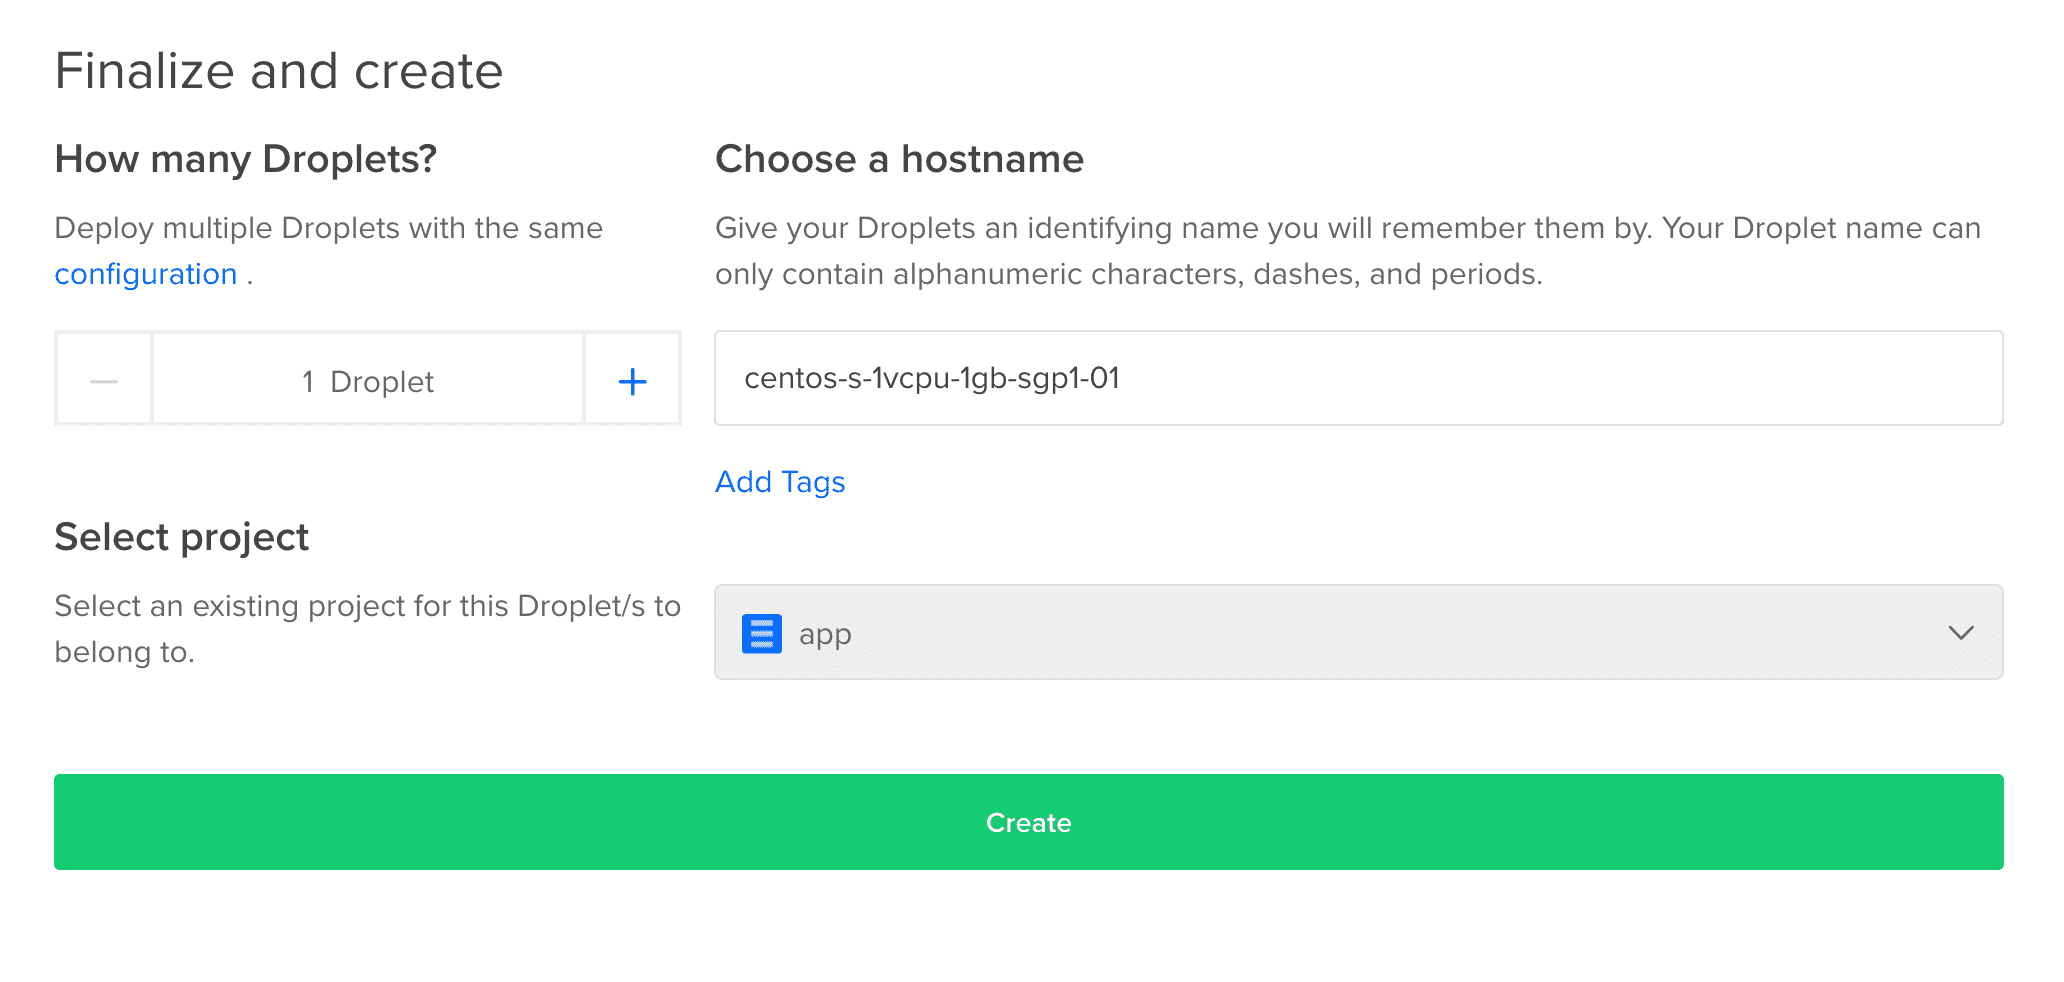 Finalize and create
How many Droplets?
Deploy multiple Droplets with the same
configuration .
1 Droplet
Choose a hostname
Give your Droplets an identifying name you will remember them by. Your Droplet name can
only contain alphanumeric characters, dashes, and periods.
centos-s-1vcpu-1gb-sgp1-01
Add Tags
Select project
Select an existing project for this Droplet/s to
belong to.
app
Create